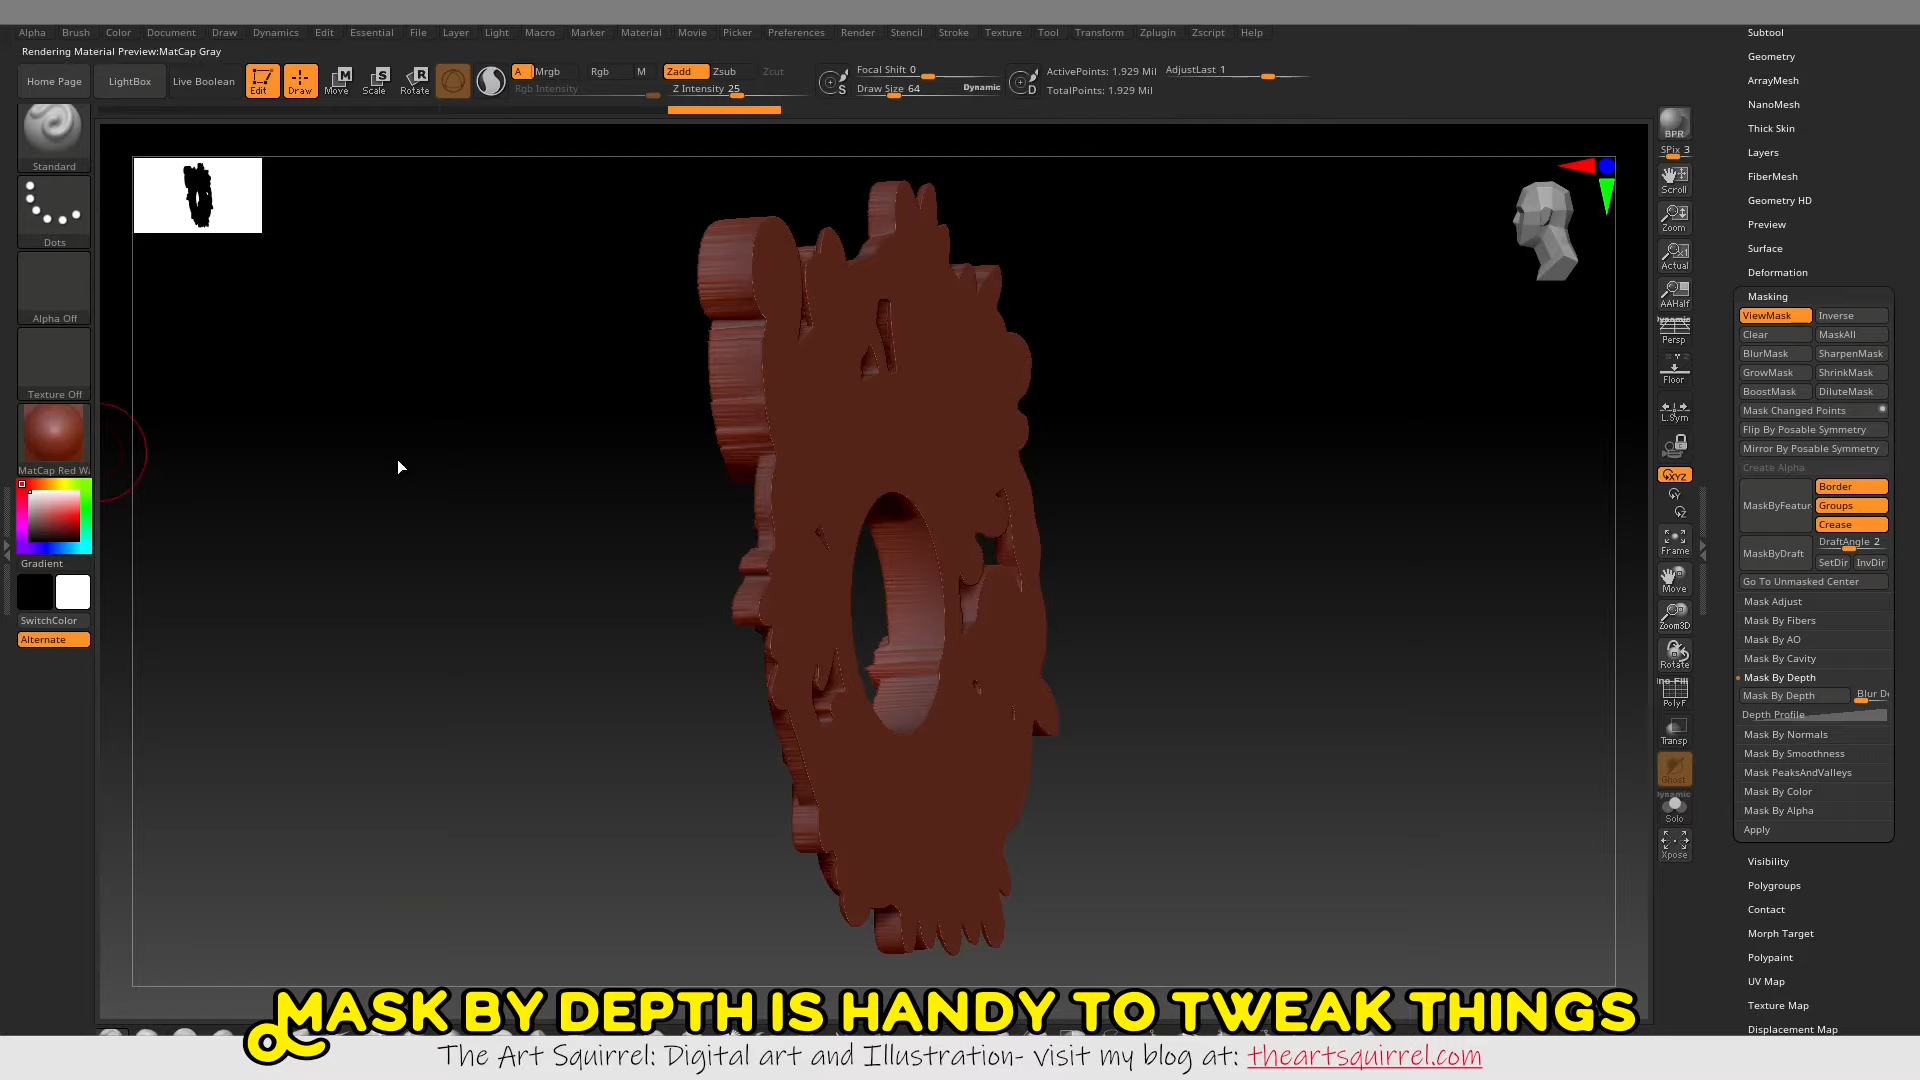 Alpha Brush Color Document Draw Dynamics Edit Essential File Layer Light Macro Marker Material Movie Picker Preferences Render Stencil Stroke Texture Tool Transform Zplugin Zscript Help
Rendering Material Preview:MatCap Gray
Home Page
LightBox
Live Boolean
Edit
Draw
Move
Scale
Rotate
A
Mrgb
Rgb
M
Rgb Intensity
Zadd
Zsub
Zcut
Z Intensity 25
S
Focal Shift 0
Draw Size 64
Dynamic
D
ActivePoints: 1.929 Mil
TotalPoints: 1.929 Mil
AdjustLast 1
Standard
Dots
Alpha Off
Texture Off
MatCap Red W
Gradient
SwitchColor
Alternate
BPR
SPix 3
Scroll
Zoom
Actual
AAHalf
Dynamic
Persp
Floor
L.Sym
XYZ
Y
Z
Frame
Move
Zoom3D
Rotate
PolyF
Transp
Ghost
Dynamic
Solo
Xpose
Subtool
Geometry
ArrayMesh
NanoMesh
Thick Skin
Layers
FiberMesh
Geometry HD
Preview
Surface
Deformation
Masking
ViewMask Inverse
Clear MaskAll
BlurMask SharpenMask
GrowMask ShrinkMask
BoostMask DiluteMask
Mask Changed Points
Flip By Posable Symmetry
Mirror By Posable Symmetry
Create Alpha
MaskByFeatur
Border
Groups
Crease
MaskByDraft
DraftAngle 2
SetDir InvDir
Go To Unmasked Center
Mask Adjust
Mask By Fibers
Mask By AO
Mask By Cavity
Mask By Depth
Mask By Depth Blur De
Depth Profile
Mask By Normals
Mask By Smoothness
Mask PeaksAndValleys
Mask By Color
Mask By Alpha
Apply
Visibility
Polygroups
Contact
Morph Target
Polypaint
UV Map
Texture Map
Displacement Map
MASK BY DEPTH IS HANDY TO TWEAK THINGS
The Art Squirrel: Digital art and Illustration- visit my blog at: theartsquirrel.com